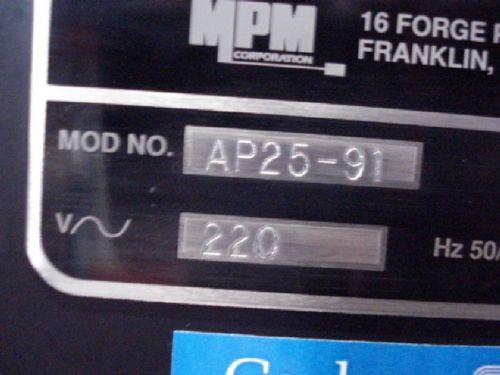 MPM
CORPORATION
16 FORGE
FRANKLIN,
MOD NO. AP25-91
V 220 Hz 50/